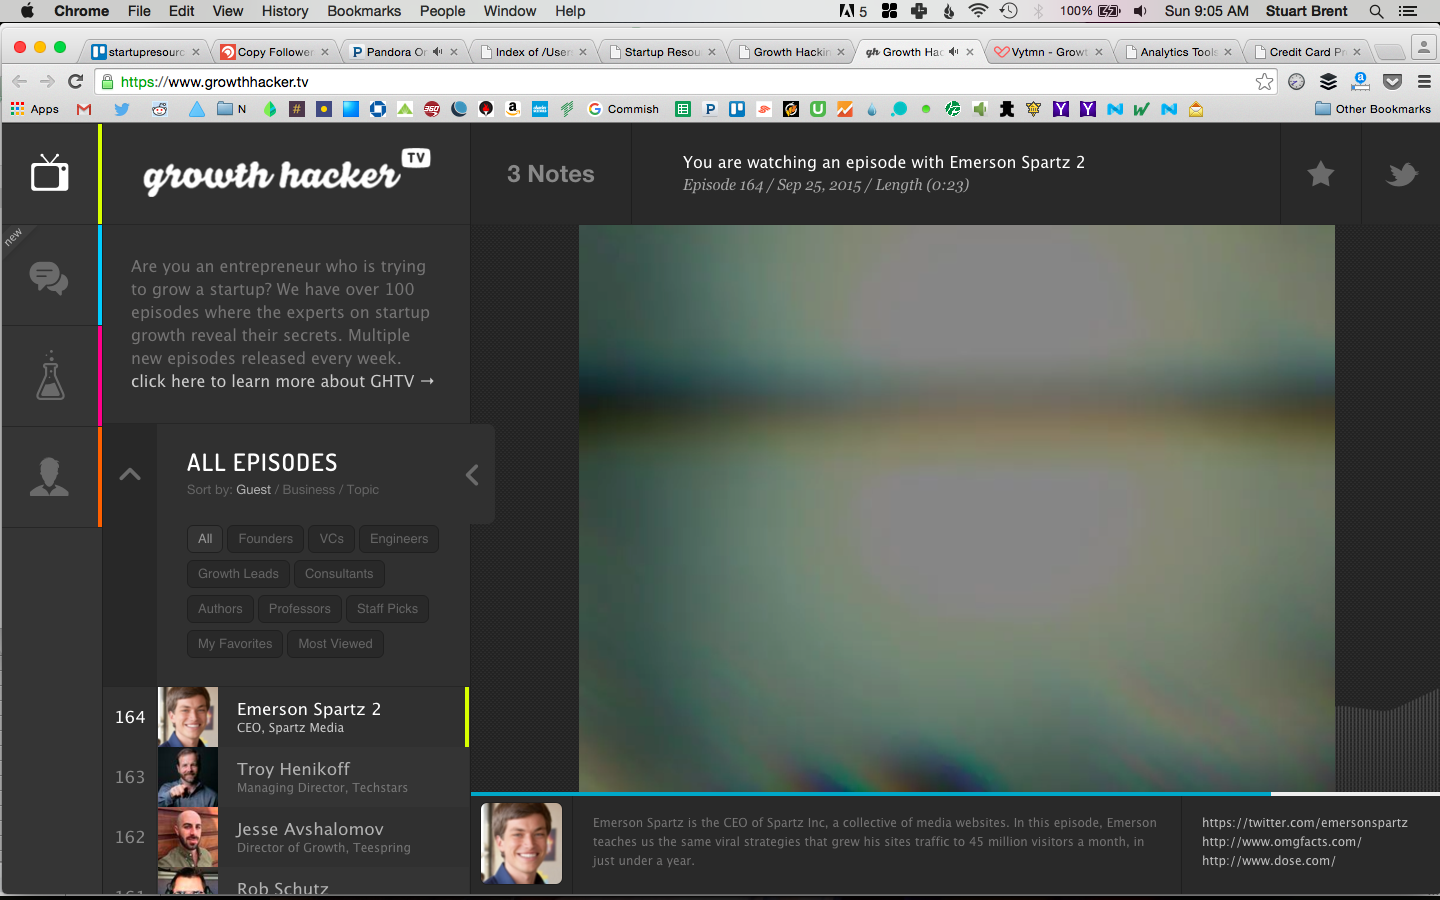 Chrome File Edit View History Bookmarks People Window Help 5 100% Sun 9:05 AM Stuart Brent
startupresourc Copy Follower Pandora On Index of /User Startup Resou Growth Hackin gh Growth Hac Vytmn - Growt Analytics Tools Credit Card Pr
https://www.growthhacker.tv
Apps N Commish Other Bookmarks
growth hacker TV
3 Notes
You are watching an episode with Emerson Spartz 2
Episode 164 / Sep 25, 2015 / Length (0:23)
new
Are you an entrepreneur who is trying
to grow a startup? We have over 100
episodes where the experts on startup
growth reveal their secrets. Multiple
new episodes released every week.
click here to learn more about GHTV →
ALL EPISODES
Sort by: Guest / Business / Topic
All Founders VCs Engineers
Growth Leads Consultants
Authors Professors Staff Picks
My Favorites Most Viewed
164 Emerson Spartz 2
CEO, Spartz Media
163 Troy Henikoff
Managing Director, Techstars
162 Jesse Avshalomov
Director of Growth, Teespring
161 Rob Schutz
Emerson Spartz is the CEO of Spartz Inc, a collective of media websites. In this episode, Emerson
teaches us the same viral strategies that grew his sites traffic to 45 million visitors a month, in
just under a year.
https://twitter.com/emersonspartz
http://www.omgfacts.com/
http://www.dose.com/